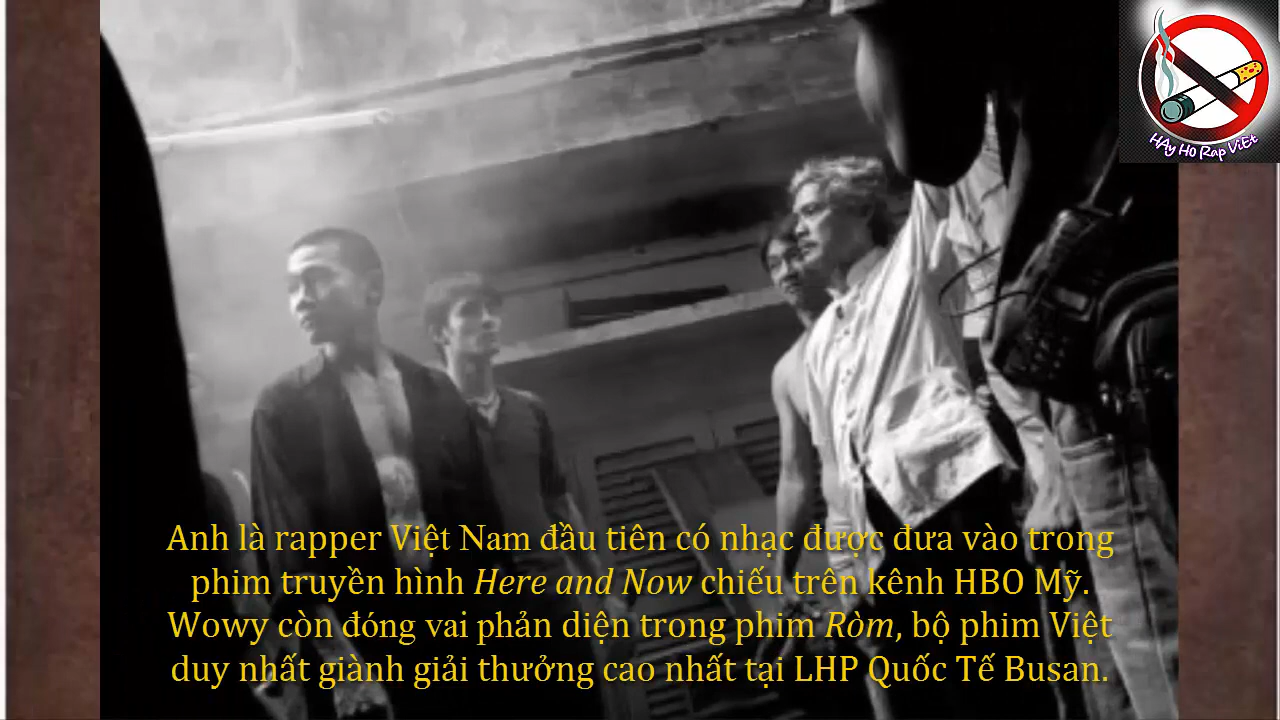 HAy HO Rap ViEt
Anh là rapper Việt Nam đầu tiên có nhạc được đưa vào trong
phim truyền hình Here and Now chiếu trên kênh HBO Mỹ.
Wowy còn đóng vai phản diện trong phim Ròm, bộ phim Việt
duy nhất giành giải thưởng cao nhất tại LHP Quốc Tế Busan.